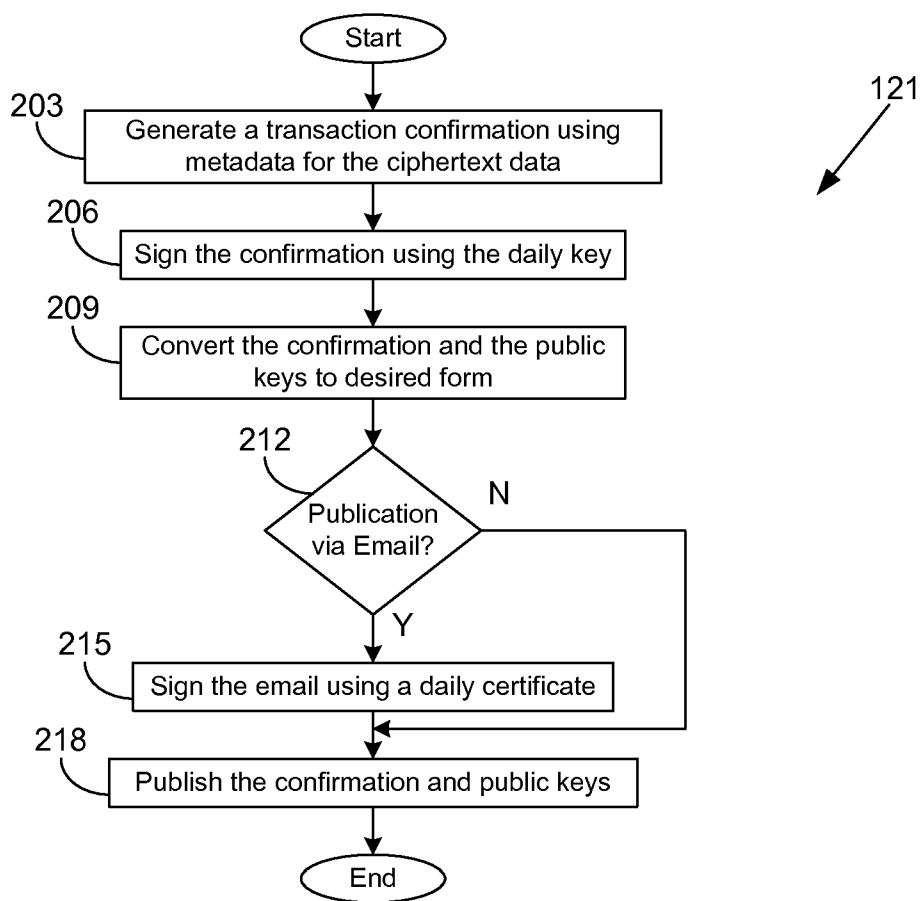 Start
203
121
Generate a transaction confirmation using
metadata for the ciphertext data
206
Sign the confirmation using the daily key
209
Convert the confirmation and the public
keys to desired form
212
N
Publication
via Email?
Y
215
Sign the email using a daily certificate
218
Publish the confirmation and public keys
End